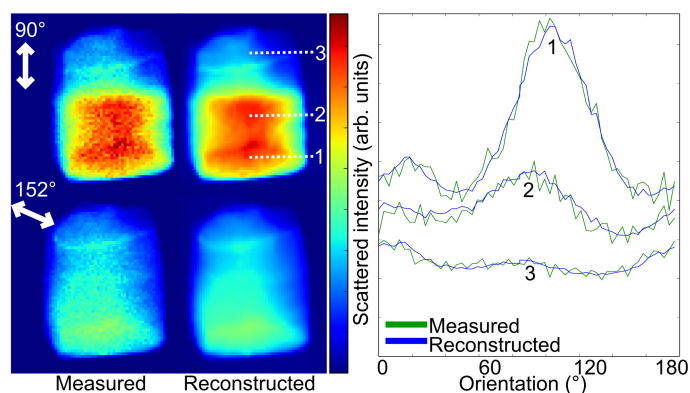 90°
3
2
1
152°
Measured
Reconstructed
Scattered intensity (arb. units)
1
2
3
Measured
Reconstructed
0 60 120 180
Orientation (°)